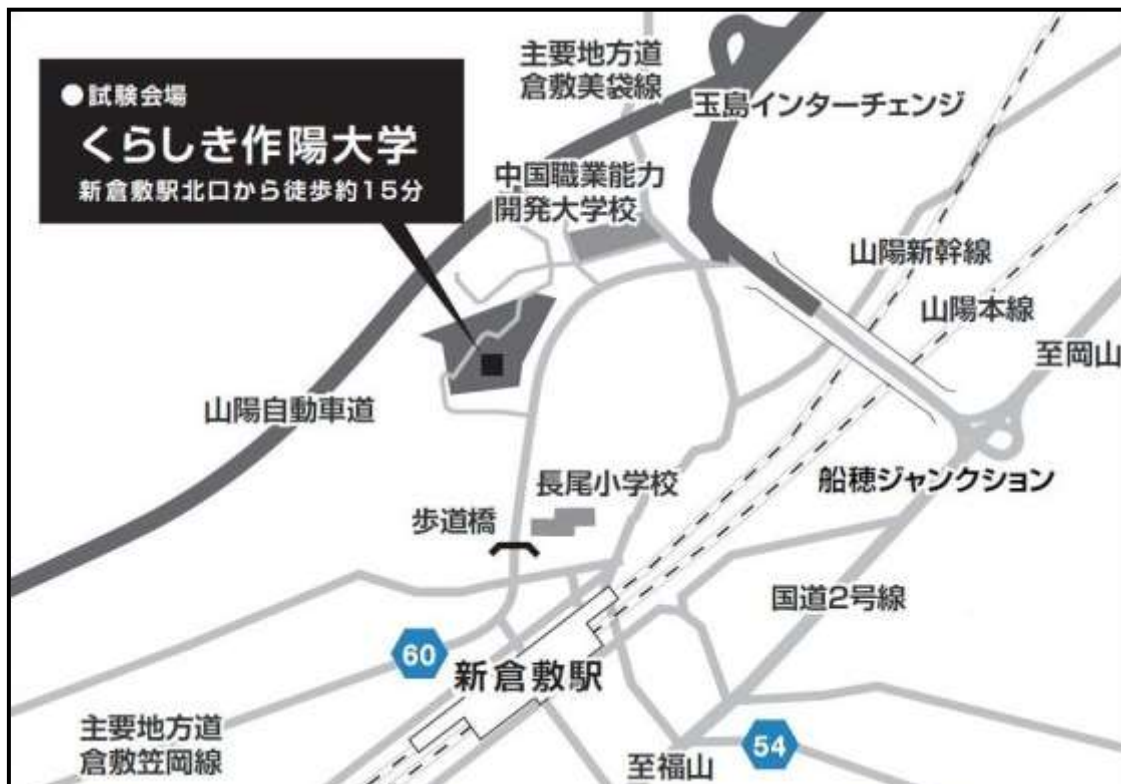 主要地方道
倉敷美袋線
●試験会場
くらしき作陽大学
新倉敷駅北口から徒歩約15分
玉島インターチェンジ
中国職業能力
開発大学校
山陽新幹線
山陽本線
至岡山
山陽自動車道
船穂ジャンクション
長尾小学校
歩道橋
国道2号線
60
新倉敷駅
主要地方道
倉敷笠岡線
54
至福山